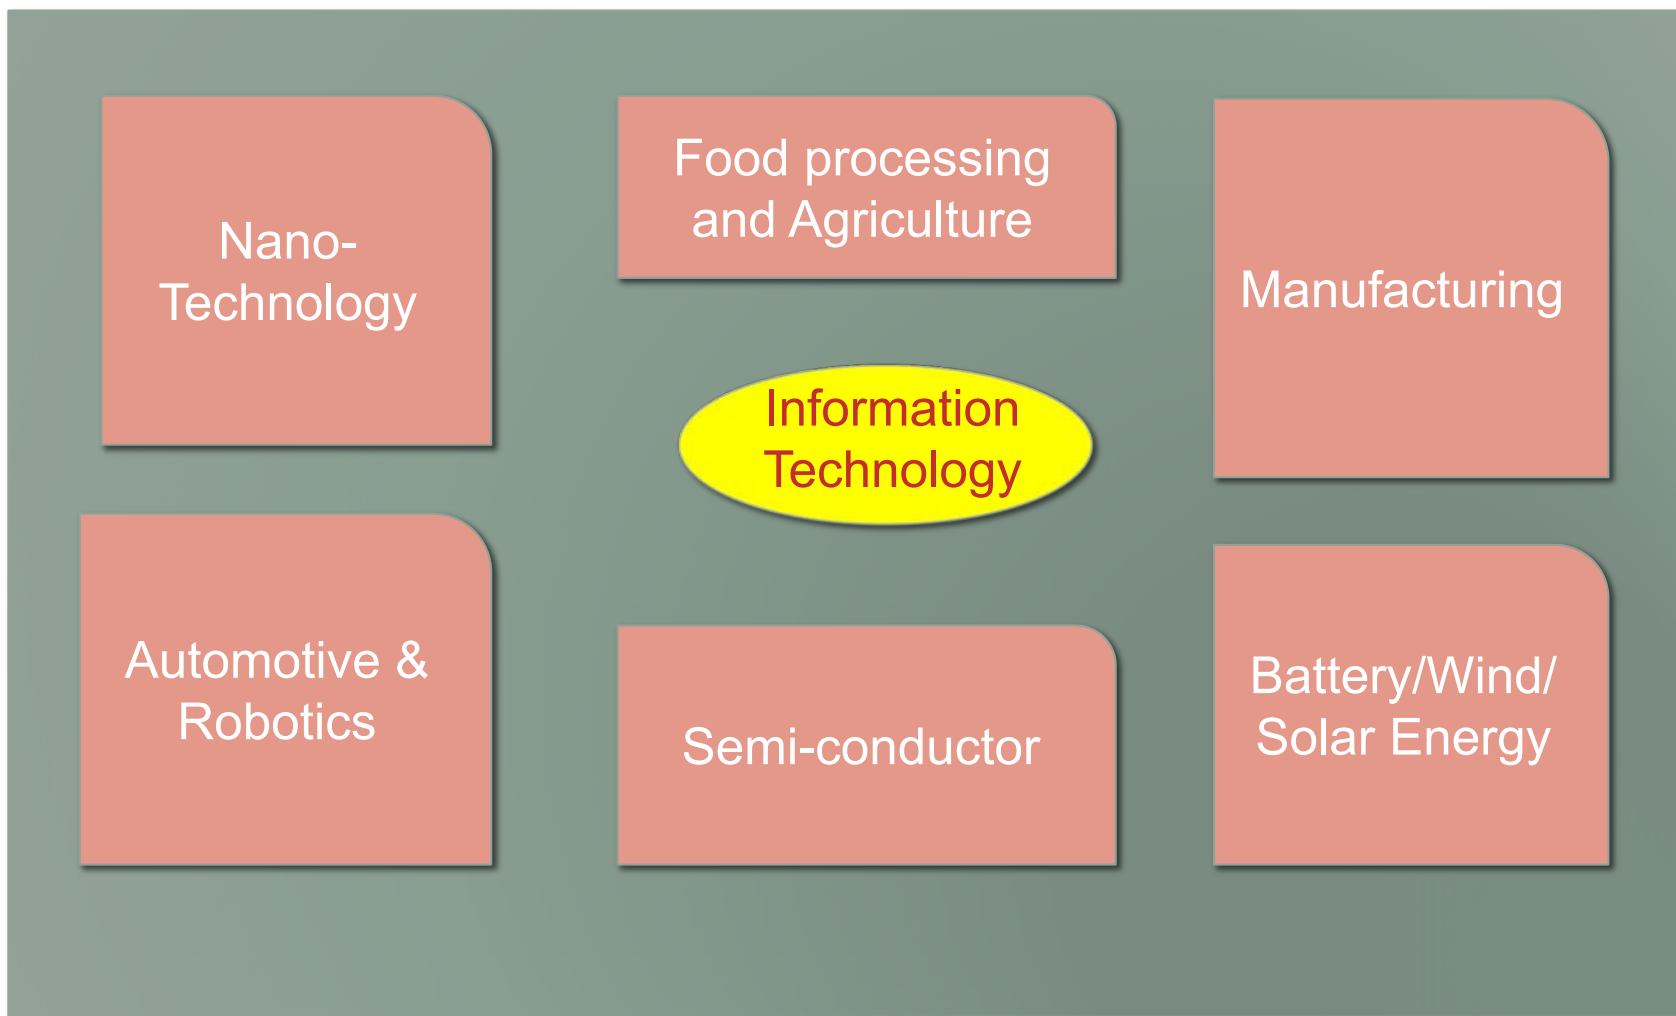 Nano-
Technology
Food processing
and Agriculture
Manufacturing
Information
Technology
Automotive &
Robotics
Semi-conductor
Battery/Wind/
Solar Energy